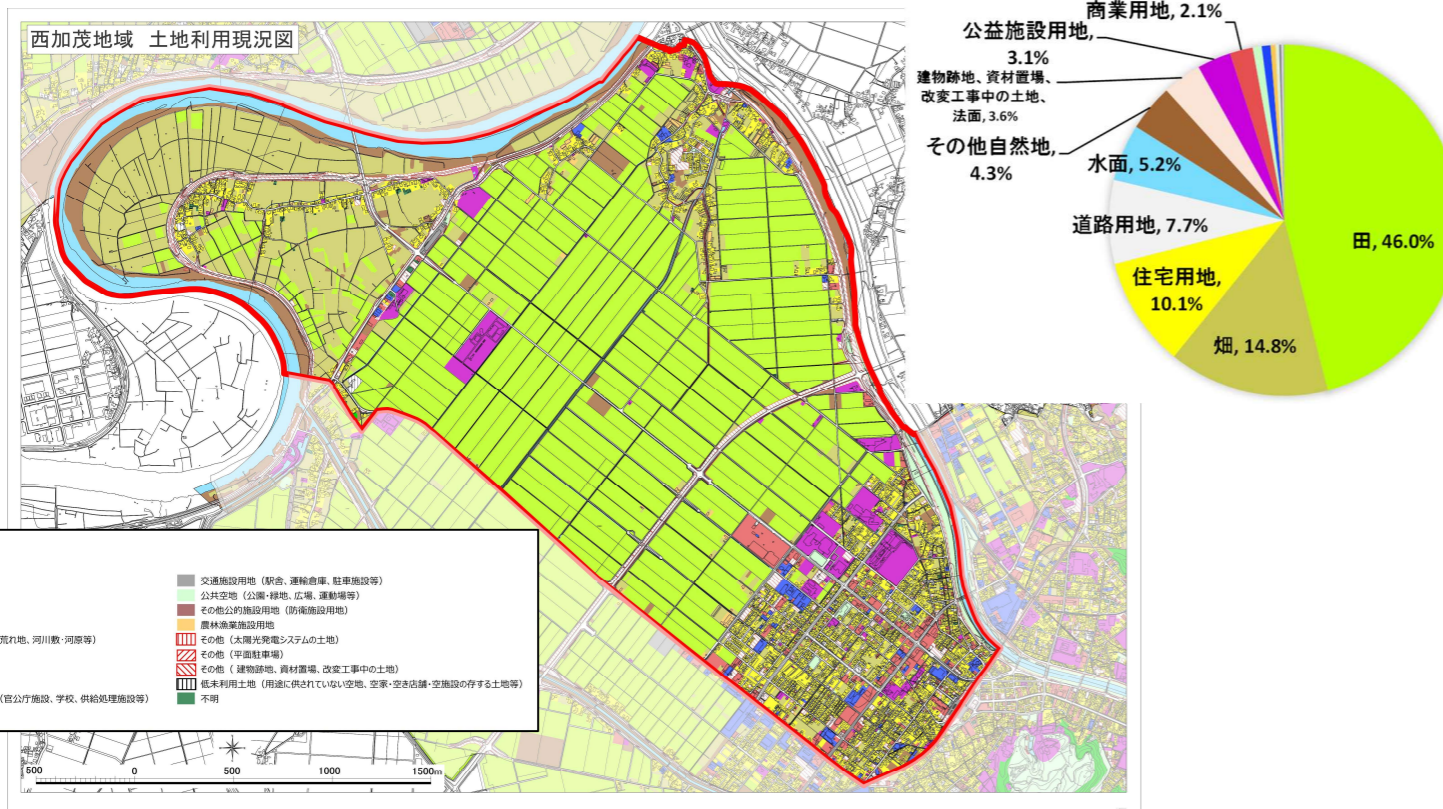 西加茂地域 土地利用現況図
商業用地, 2.1%
公益施設用地,
3.1%
建物跡地、資材置場、
改変工事中の土地、
法面, 3.6%
その他自然地,
4.3%
水面, 5.2%
道路用地, 7.7%
住宅用地,
10.1%
畑, 14.8%
田, 46.0%
荒れ地、河川敷・河原等)
(官公庁施設、学校、供給処理施設等)
交通施設用地(駅舎、運輸倉庫、駐車施設等)
公共空地(公園・緑地、広場、運動場等)
その他公的施設用地(防衛施設用地)
農林漁業施設用地
その他(太陽光発電システムの土地)
その他(平面駐車場)
その他( 建物跡地、資材置場、改変工事中の土地)
低未利用土地(用途に供されていない空地、空家・空き店舗・空施設の存する土地等)
不明
500 0 500 1000 1500m